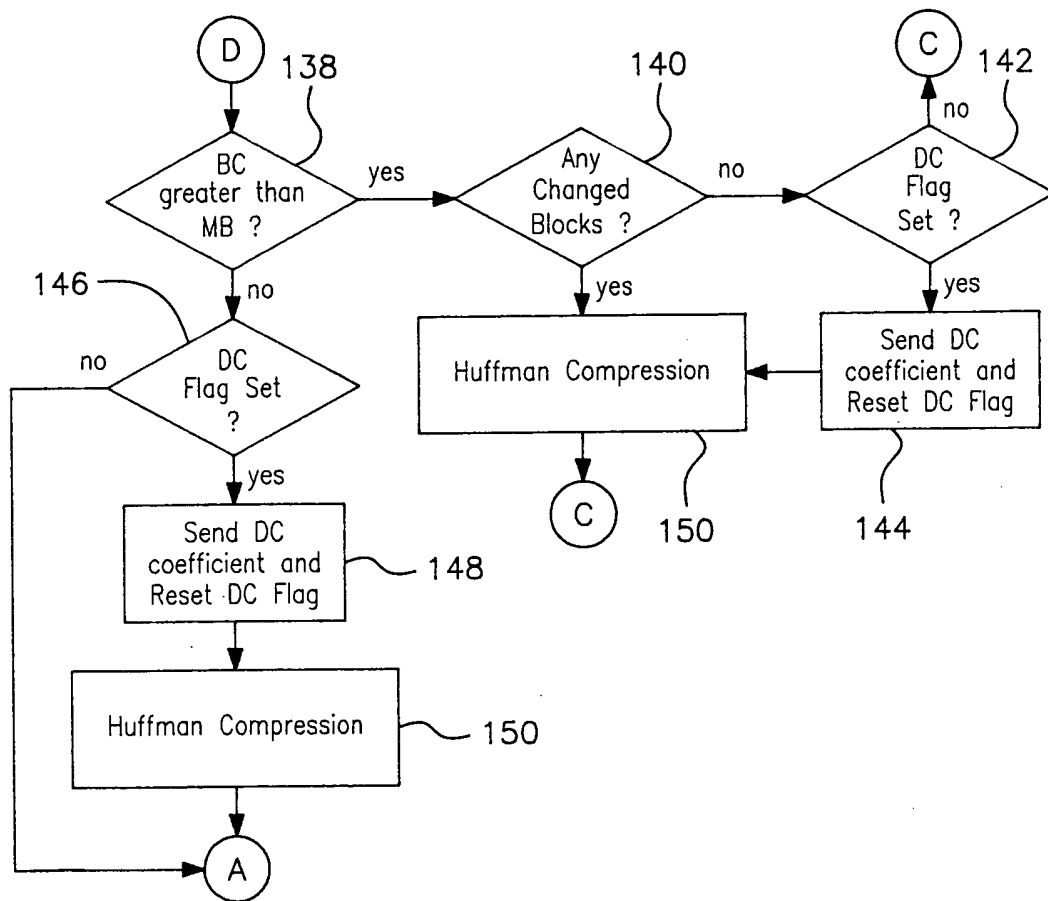 D
138
BC
greater than
MB ?
yes
no
140
Any
Changed
Blocks ?
no
yes
C
142
no
DC
Flag
Set ?
yes
146
no
DC
Flag Set
?
yes
Huffman Compression
150
C
Send DC
coefficient and
Reset DC Flag
144
Send DC
coefficient and
Reset DC Flag
148
Huffman Compression
150
A